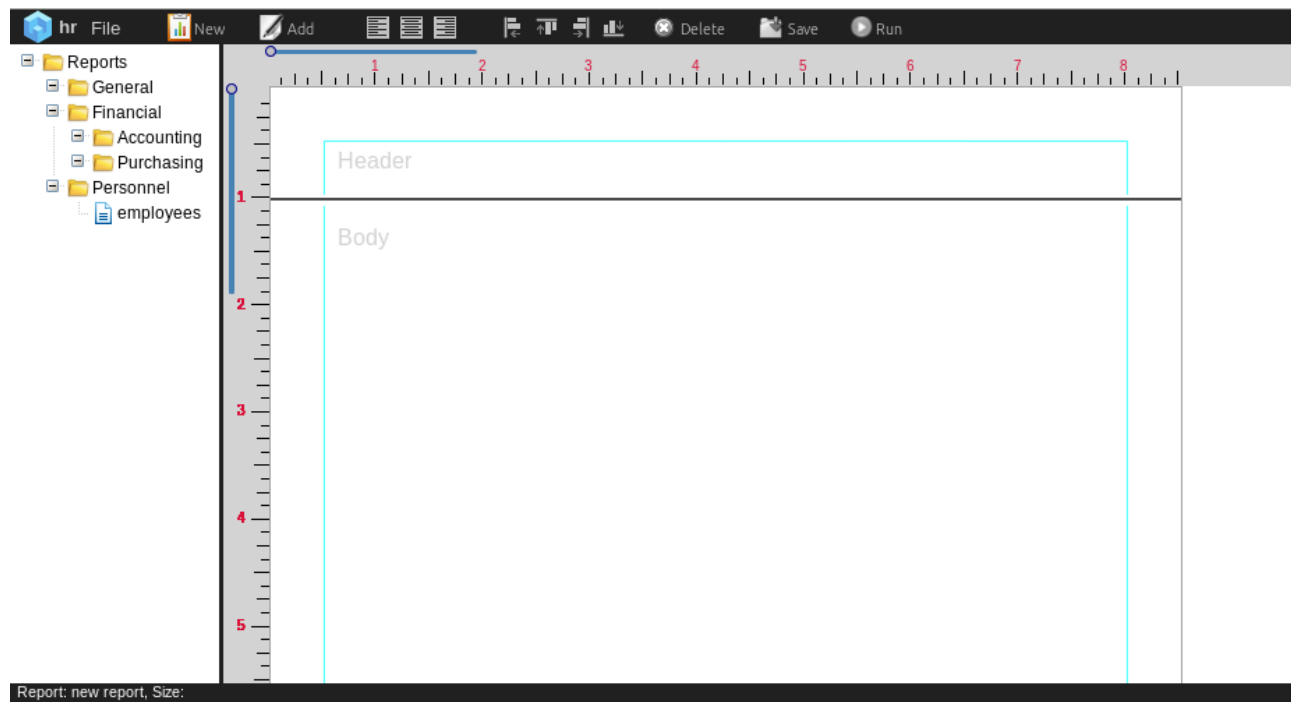 hr File New Add Delete Save Run
Reports
General
Financial
Accounting
Purchasing
Personnel
employees
1 2 3 4 5 6 7 8
Header
1
Body
2
3
4
5
Report: new report, Size: